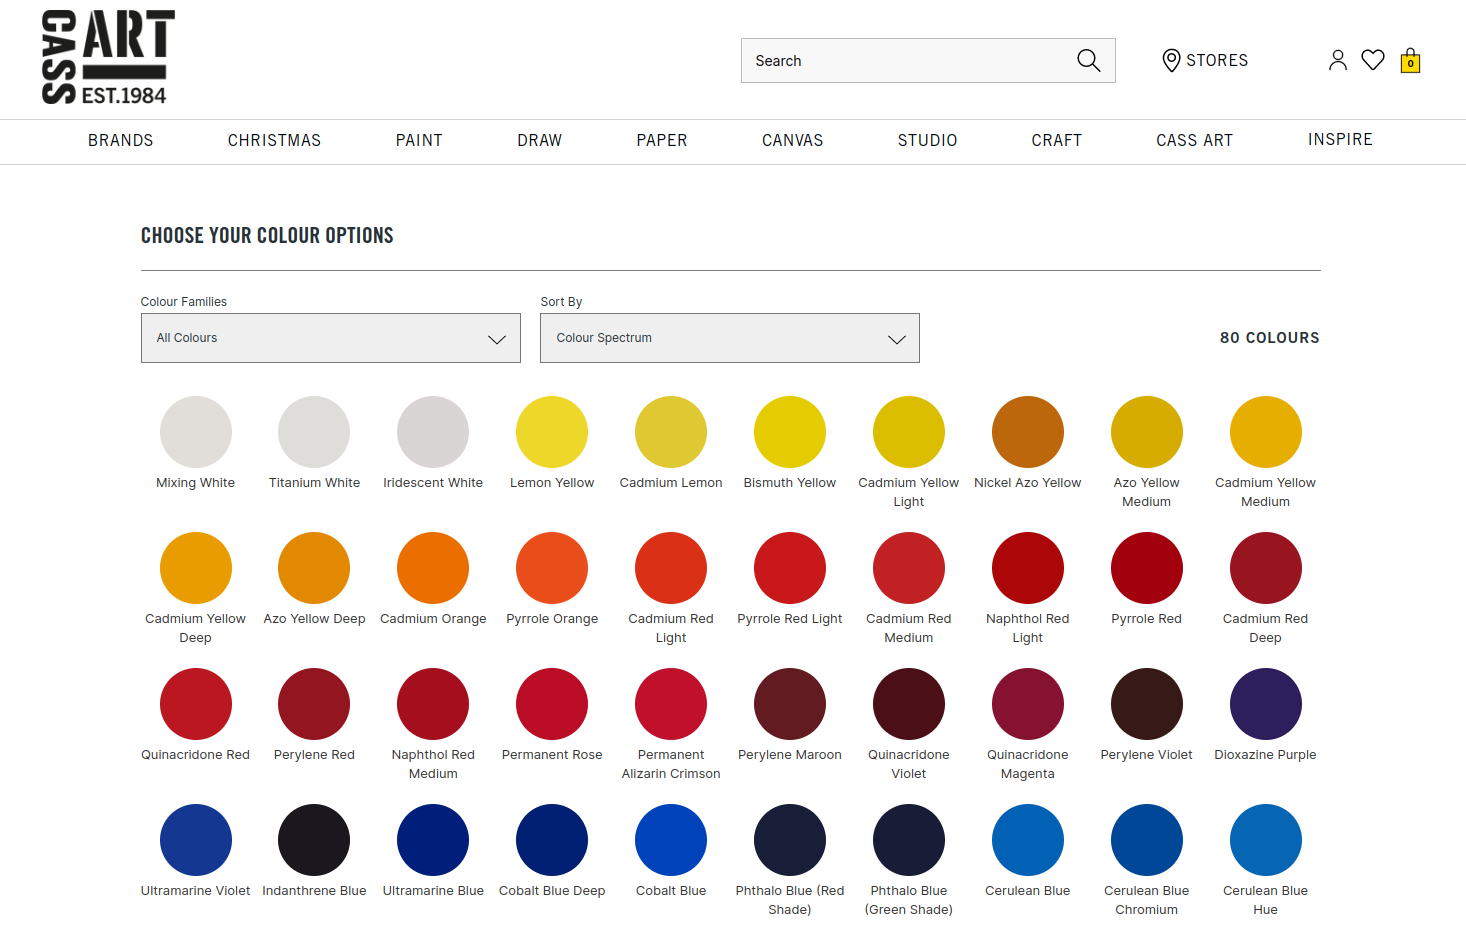 CASS
ART
EST.1984
Search
STORES
0
BRANDS
CHRISTMAS
PAINT
DRAW
PAPER
CANVAS
STUDIO
CRAFT
CASS ART
INSPIRE
CHOOSE YOUR COLOUR OPTIONS
Colour Families
Sort By
All Colours
Colour Spectrum
80 COLOURS
Mixing White
Titanium White
Iridescent White
Lemon Yellow
Cadmium Lemon
Bismuth Yellow
Cadmium Yellow
Light
Nickel Azo Yellow
Azo Yellow
Medium
Cadmium Yellow
Medium
Cadmium Yellow
Deep
Azo Yellow Deep
Cadmium Orange
Pyrrole Orange
Cadmium Red
Light
Pyrrole Red Light
Cadmium Red
Medium
Naphthol Red
Light
Pyrrole Red
Cadmium Red
Deep
Quinacridone Red
Perylene Red
Naphthol Red
Medium
Permanent Rose
Permanent
Alizarin Crimson
Perylene Maroon
Quinacridone
Violet
Quinacridone
Magenta
Perylene Violet
Dioxazine Purple
Ultramarine Violet
Indanthrene Blue
Ultramarine Blue
Cobalt Blue Deep
Cobalt Blue
Phthalo Blue (Red
Shade)
Phthalo Blue
(Green Shade)
Cerulean Blue
Cerulean Blue
Chromium
Cerulean Blue
Hue